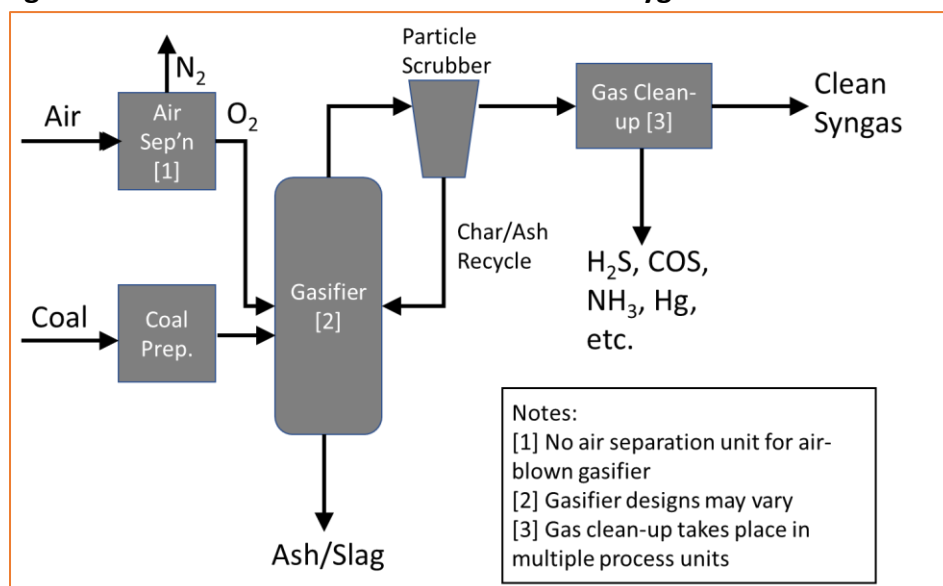 Particle
Scrubber
N₂
Air
Air
Sep'n
[1]
O₂
Gas Clean-
up [3]
Clean
Syngas
Char/Ash
Recycle
H₂S, COS,
NH₃, Hg,
etc.
Gasifier
[2]
Coal
Coal
Prep.
Ash/Slag
Notes:
[1] No air separation unit for air-
blown gasifier
[2] Gasifier designs may vary
[3] Gas clean-up takes place in
multiple process units